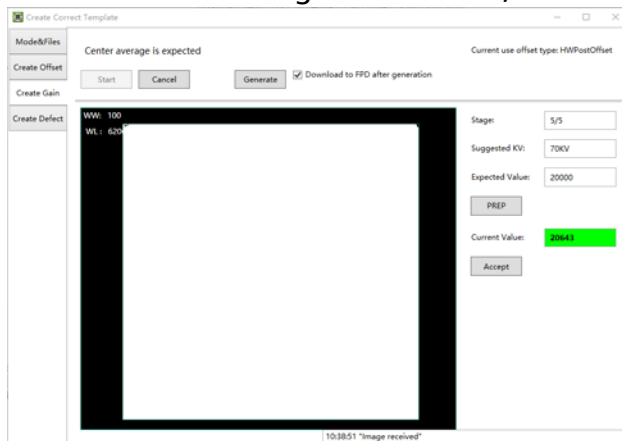 Create Correct Template
Mode&Files
Create Offset
Create Gain
Create Defect
Center average is expected
Current use offset type: HWPostOffset
Start
Cancel
Generate
Download to FPD after generation
WW: 100
WL: 620
Stage:
5/5
Suggested KV:
70KV
Expected Value:
20000
PREP
Current Value:
20643
Accept
10:38:51 "Image received"